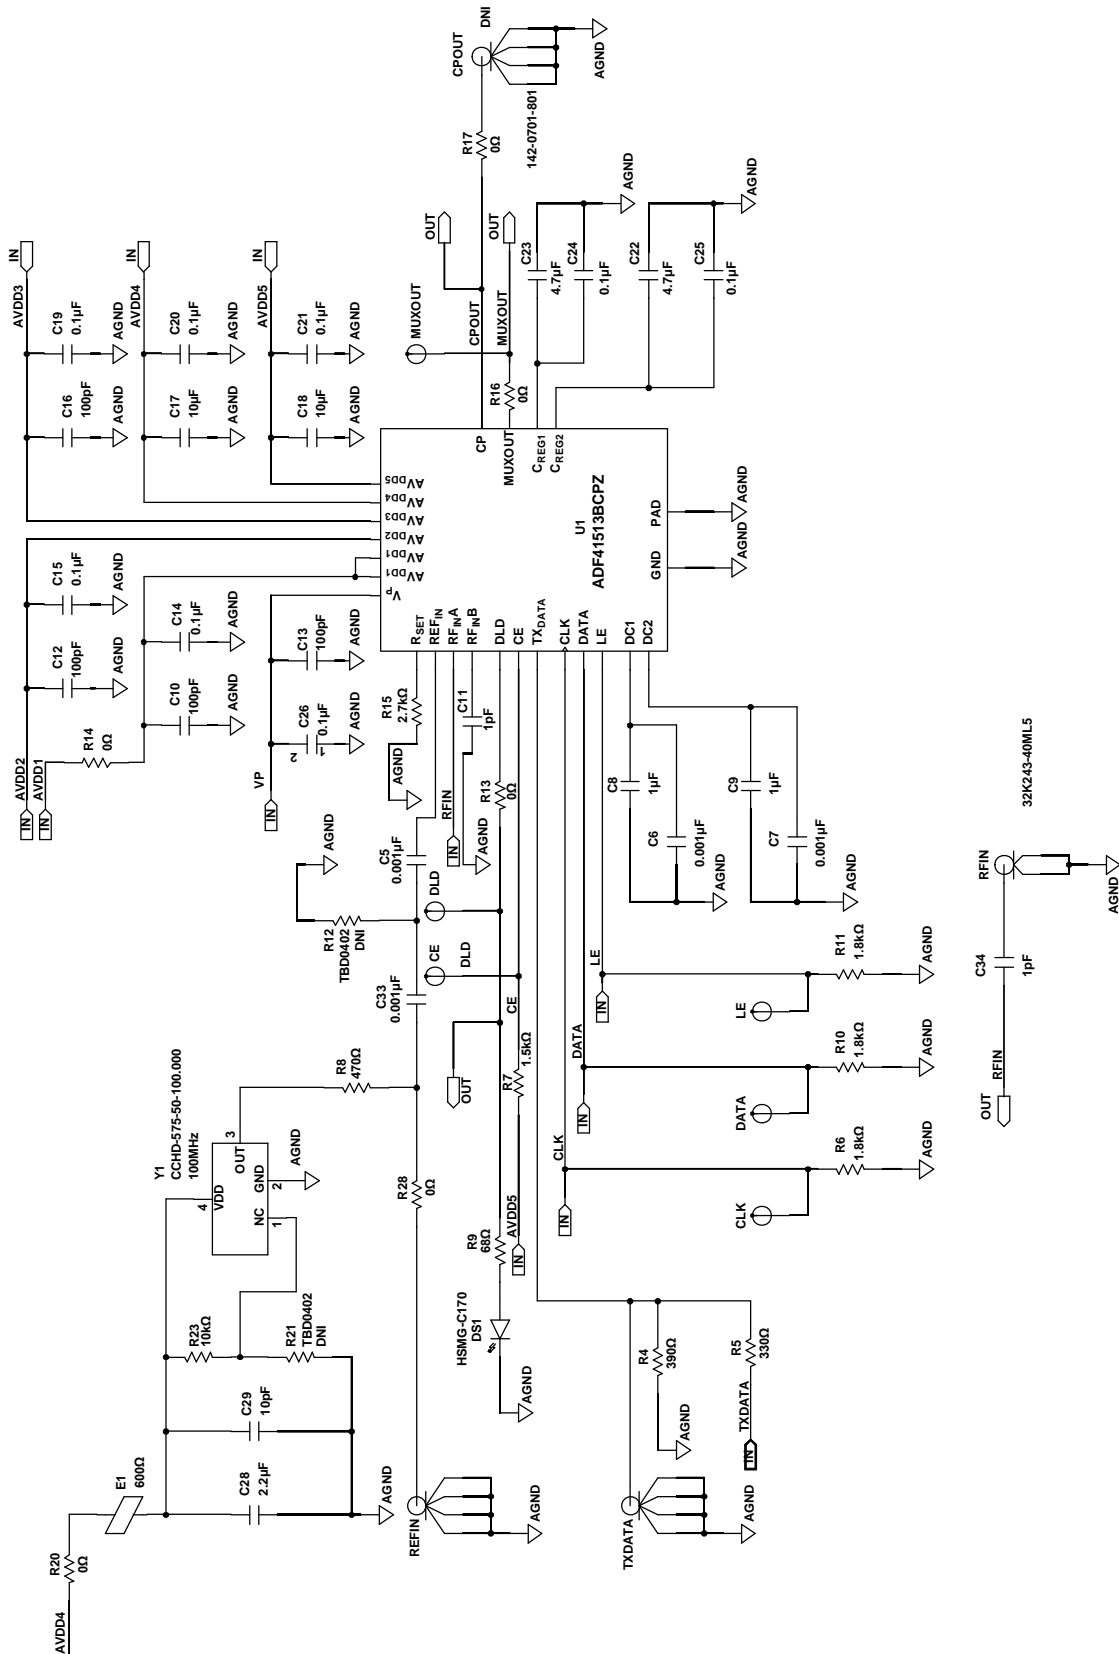 AVDD4
R20
0Ω
E1
600Ω
C28
2.2µF
C29
10pF
R23
10kΩ
R21
TBD0402
DNI
AGND
Y1
CCHD-575-50-100.000
100MHz
4
VDD
OUT
3
NC
GND
1
2
AGND
R8
470Ω
REFIN
AGND
R28
0Ω
C33
0.001µF
R12
TBD0402
DNI
AGND
C5
0.001µF
AVDD2
IN
AVDD1
IN
R14
0Ω
C12
100pF
AGND
C15
0.1µF
AGND
C10
100pF
AGND
C14
0.1µF
AGND
VP
IN
C26
0.1µF
2
1
AGND
C13
100pF
AGND
AVDD3
IN
C16
100pF
AGND
C19
0.1µF
AGND
AVDD4
IN
C17
10µF
AGND
C20
0.1µF
AGND
AVDD5
IN
C18
10µF
AGND
C21
0.1µF
AGND
R15
2.7kΩ
AGND
RFIN
IN
C11
1pF
AGND
R13
0Ω
DLD
CE
DLD
OUT
HSMG-C170
DS1
AGND
R9
68Ω
AVDD5
IN
R7
1.5kΩ
CE
VP
AVDD1
AVDD1
AVDD2
AVDD3
AVDD4
AVDD5
RSET
REFIN
RFINA
RFINB
DLD
CE
TXDATA
CLK
DATA
LE
DC1
DC2
U1
ADF41513BCPZ
CP
MUXOUT
CREG1
CREG2
GND
PAD
AGND
AGND
CPOUT
OUT
R17
0Ω
CPOUT
DNI
142-0701-801
AGND
MUXOUT
R16
0Ω
MUXOUT
OUT
C23
4.7µF
C24
0.1µF
AGND
C22
4.7µF
C25
0.1µF
AGND
TXDATA
AGND
R4
390Ω
AGND
R5
330Ω
TXDATA
IN
CLK
IN
CLK
R6
1.8kΩ
AGND
DATA
IN
DATA
R10
1.8kΩ
AGND
LE
IN
LE
R11
1.8kΩ
AGND
C8
1µF
C6
0.001µF
AGND
C9
1µF
C7
0.001µF
AGND
OUT
RFIN
C34
1pF
RFIN
32K243-40ML5
AGND